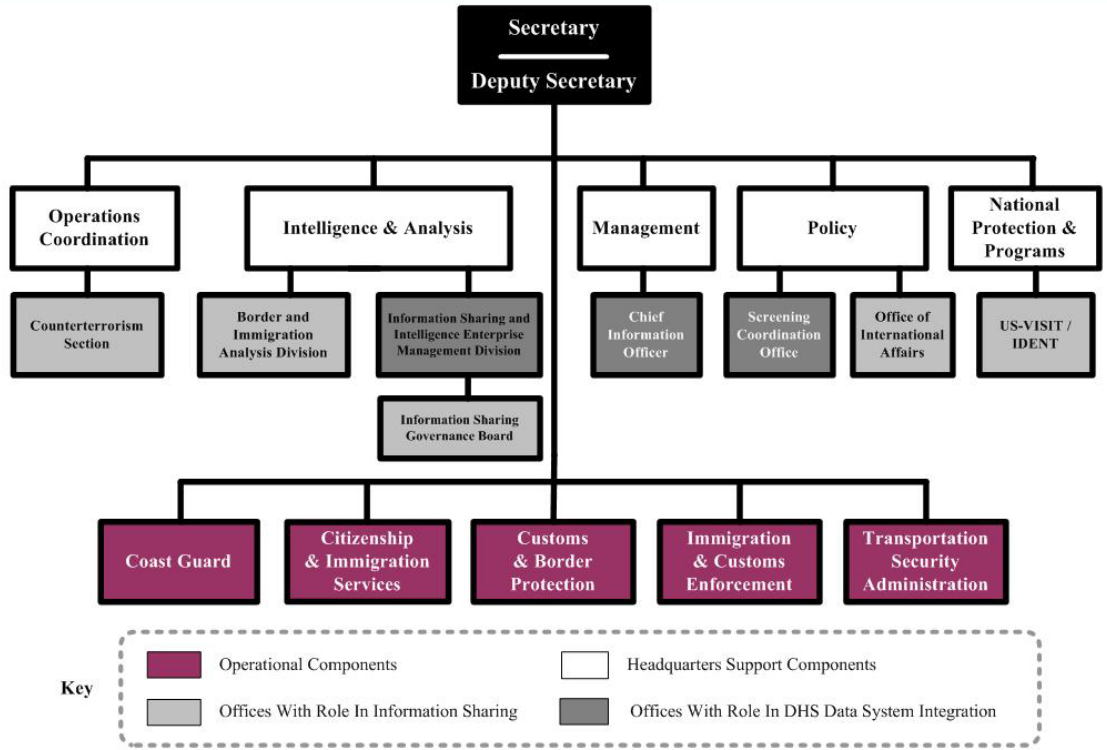 Secretary
Deputy Secretary
Operations
Coordination
Intelligence & Analysis
Management
Policy
National
Protection &
Programs
Counterterrorism
Section
Border and
Immigration
Analysis Division
Information Sharing and
Intelligence Enterprise
Management Division
Chief
Information
Officer
Screening
Coordination
Office
Office of
International
Affairs
US-VISIT /
IDENT
Information Sharing
Governance Board
Coast Guard
Citizenship
& Immigration
Services
Customs
& Border
Protection
Immigration
& Customs
Enforcement
Transportation
Security
Administration
Key
Operational Components
Headquarters Support Components
Offices With Role In Information Sharing
Offices With Role In DHS Data System Integration